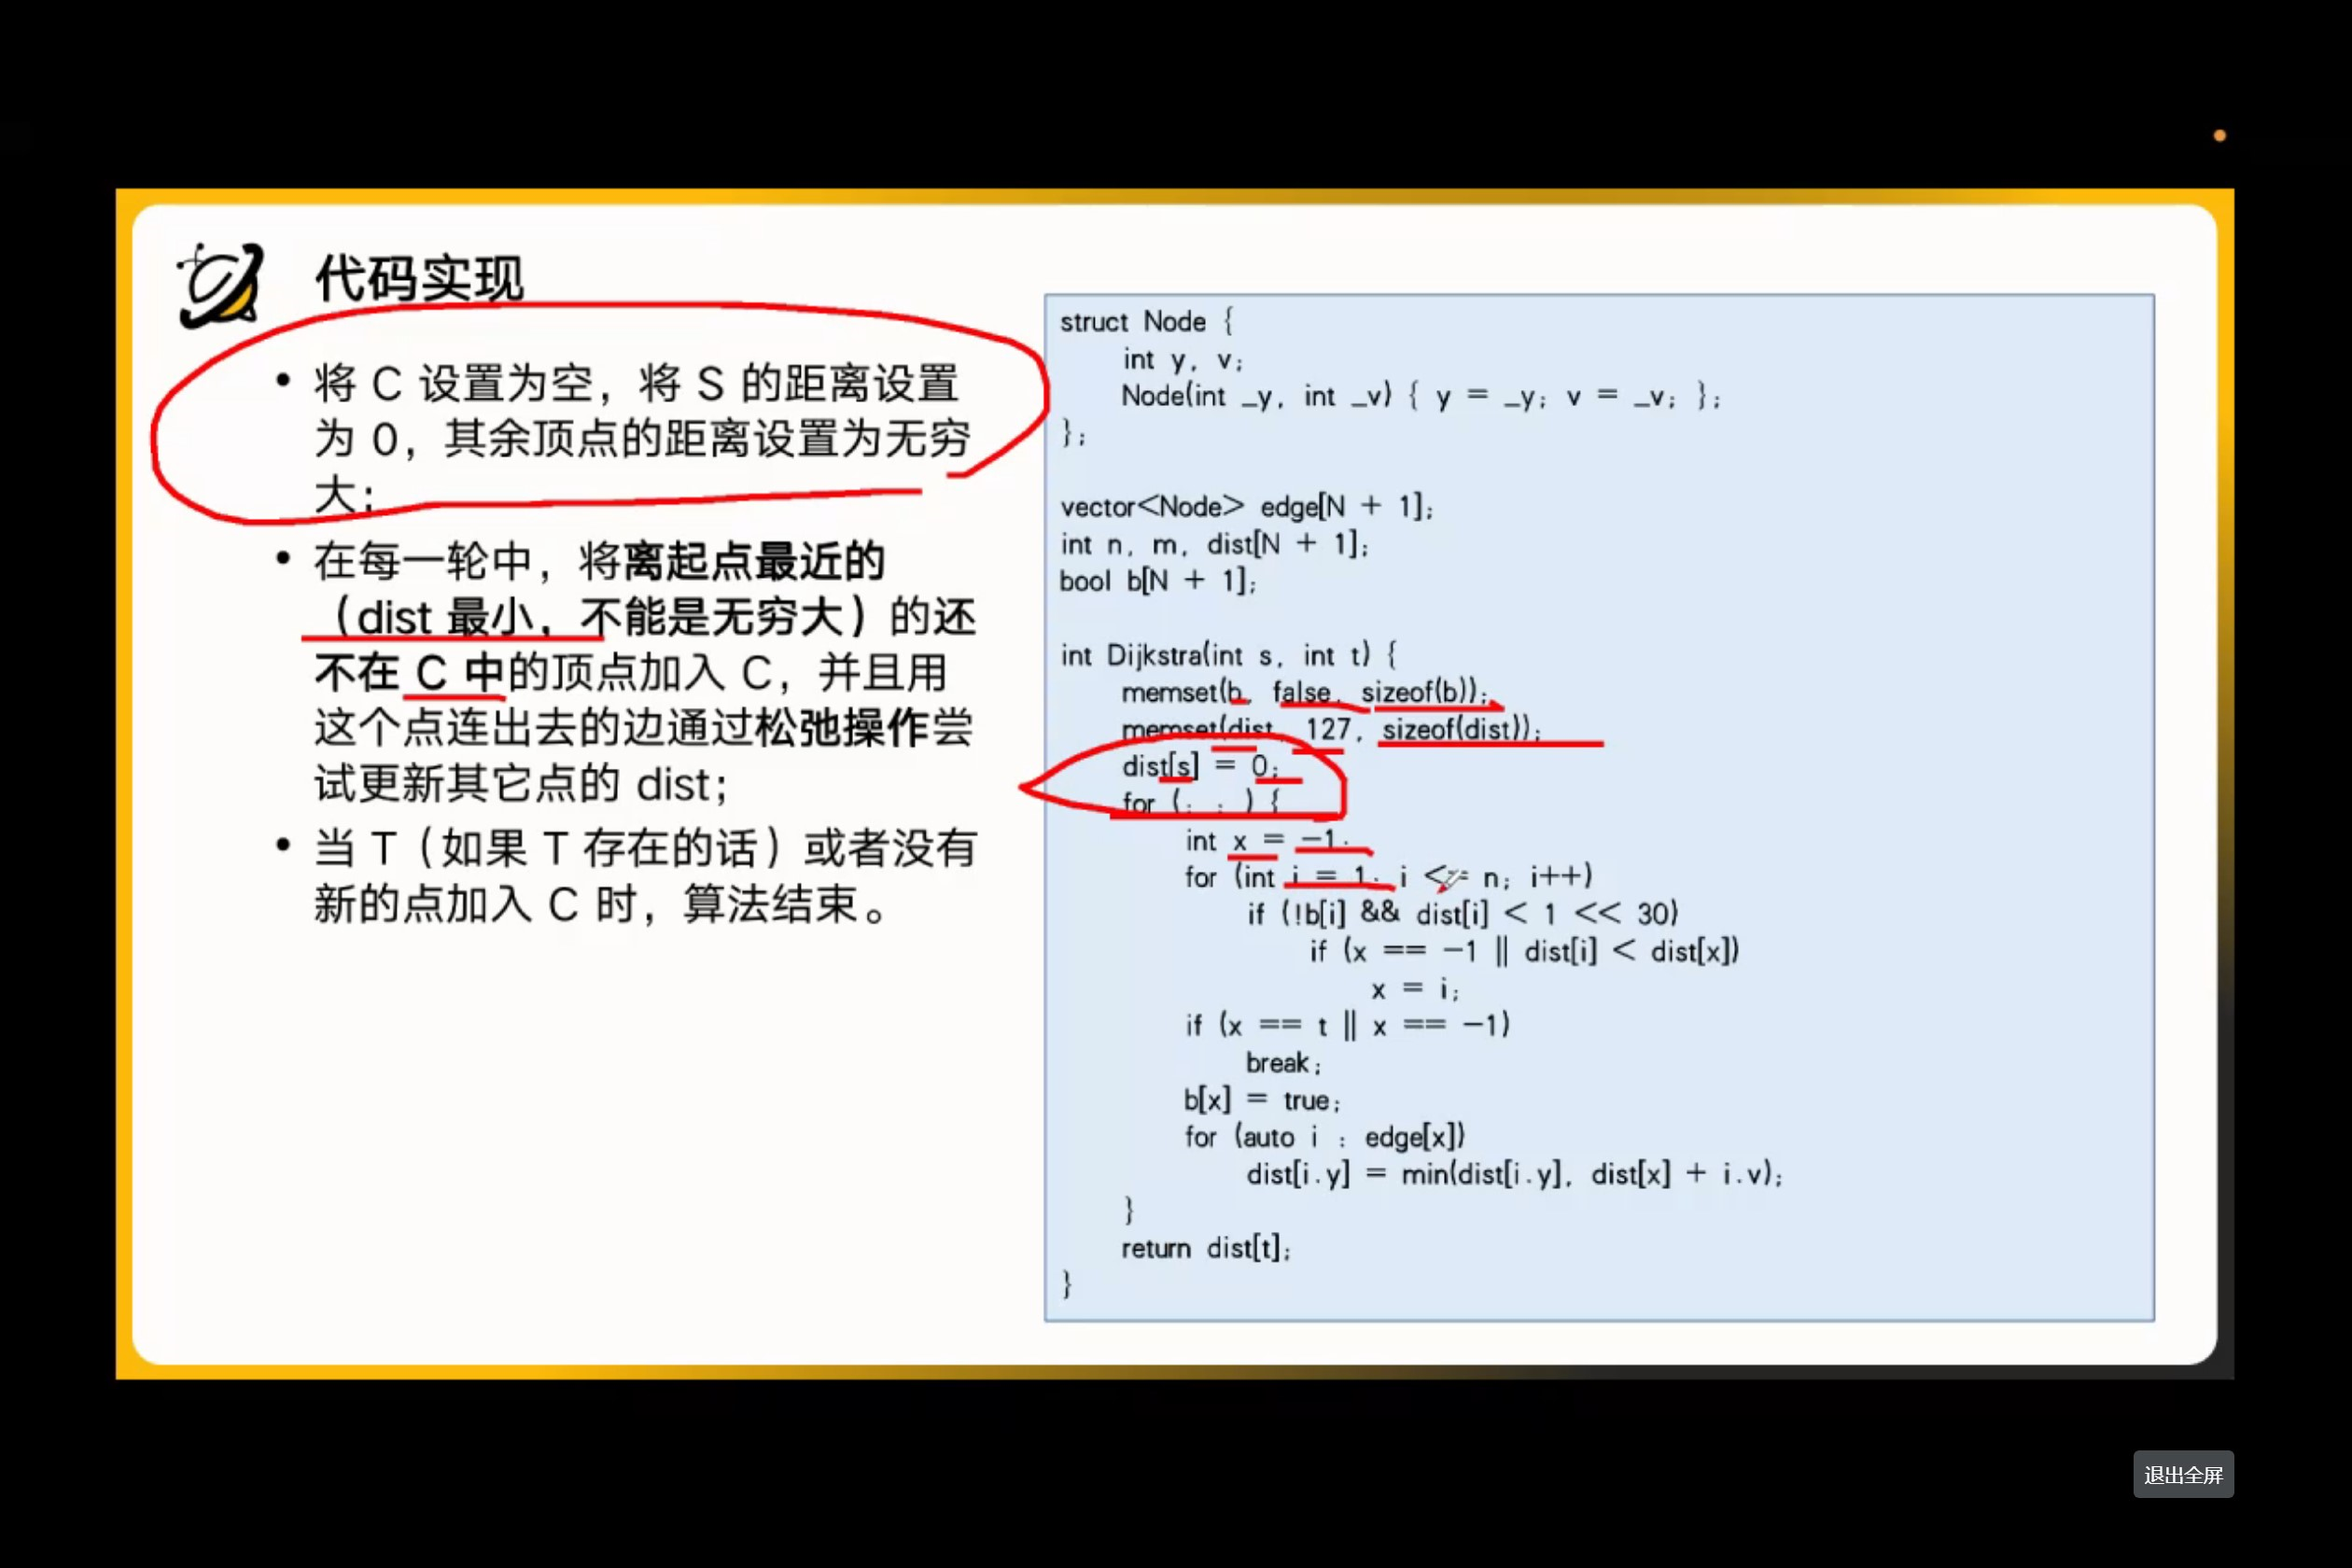 代码实现
• 将 C 设置为空，将 S 的距离设置
为 0，其余顶点的距离设置为无穷
大；
• 在每一轮中，将离起点最近的
（dist 最小，不能是无穷大）的还
不在 C 中的顶点加入 C，并且用
这个点连出去的边通过松弛操作尝
试更新其它点的 dist；
• 当 T（如果 T 存在的话）或者没有
新的点加入 C 时，算法结束。
struct Node {
int y, v;
Node(int _y, int _v) { y = _y; v = _v; };
};
vector<Node> edge[N + 1];
int n, m, dist[N + 1];
bool b[N + 1];
int Dijkstra(int s, int t) {
memset(b, false, sizeof(b));
memset(dist, 127, sizeof(dist));
dist[s] = 0;
for (; ; ) {
int x = -1;
for (int i = 1; i <= n; i++)
if (!b[i] && dist[i] < 1 << 30)
if (x == -1 || dist[i] < dist[x])
x = i;
if (x == t || x == -1)
break;
b[x] = true;
for (auto i : edge[x])
dist[i.y] = min(dist[i.y], dist[x] + i.v);
}
return dist[t];
}
退出全屏